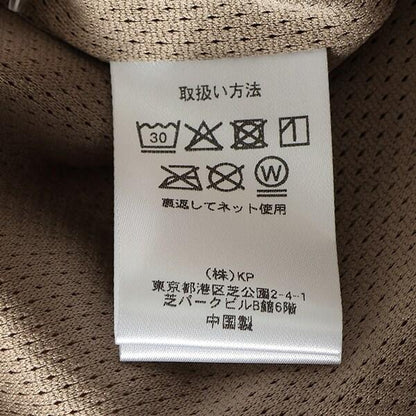 取扱い方法
30
W
裏返してネット使用
(株)KP
東京都港区芝公園2-4-1
芝パークビルB館6階
中国製